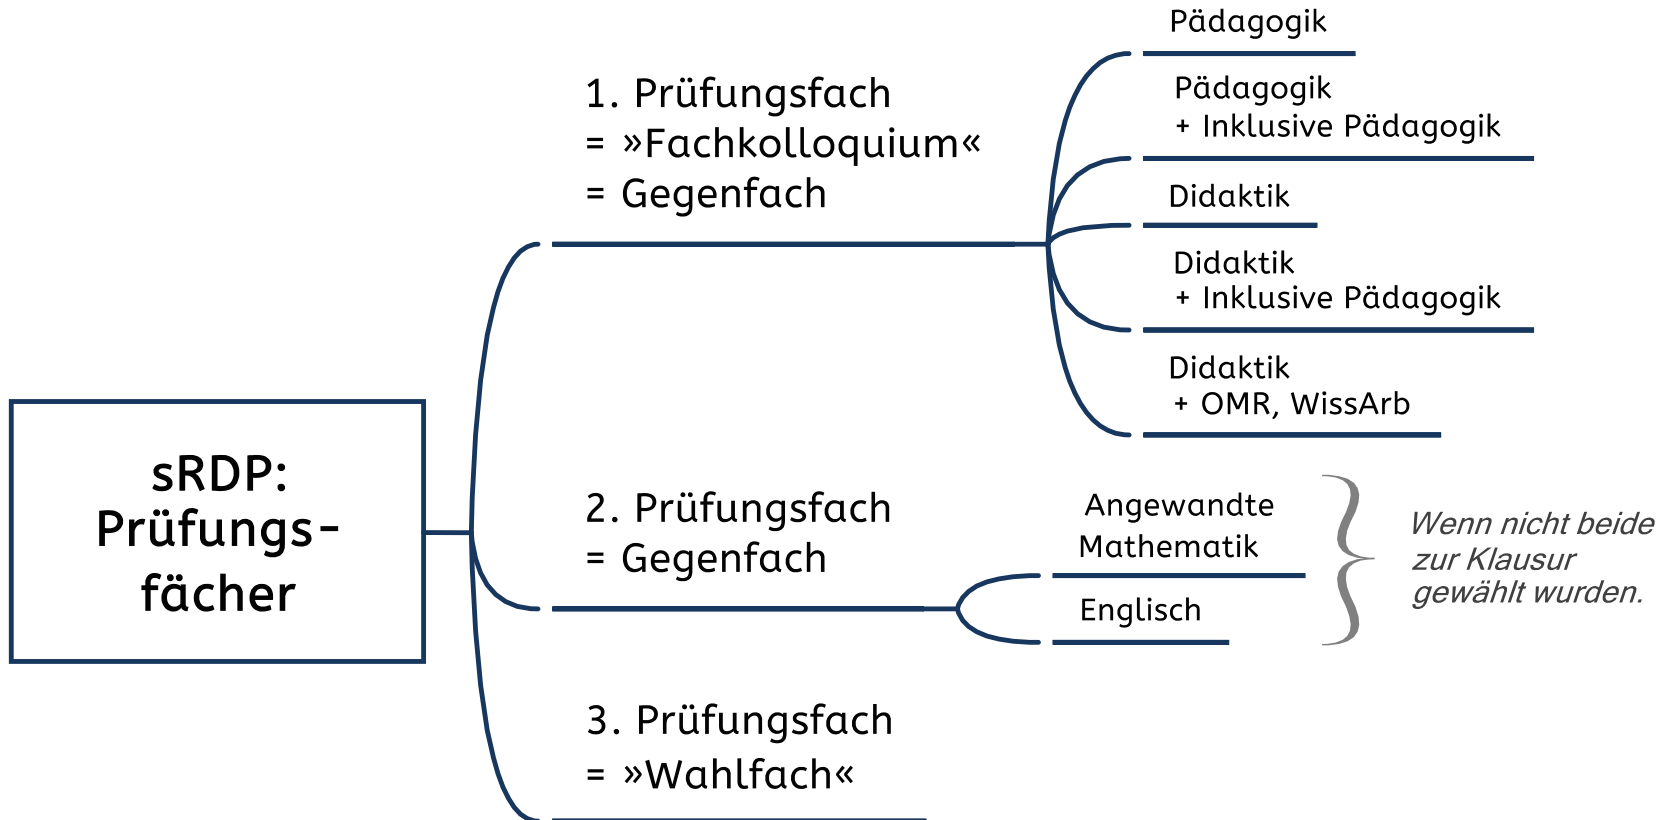 sRDP:
Prüfungs-
fächer
1. Prüfungsfach
= »Fachkolloquium«
= Gegenfach
Pädagogik
Pädagogik
+ Inklusive Pädagogik
Didaktik
Didaktik
+ Inklusive Pädagogik
Didaktik
+ OMR, WissArb
2. Prüfungsfach
= Gegenfach
Angewandte
Mathematik
Englisch
Wenn nicht beide
zur Klausur
gewählt wurden.
3. Prüfungsfach
= »Wahlfach«